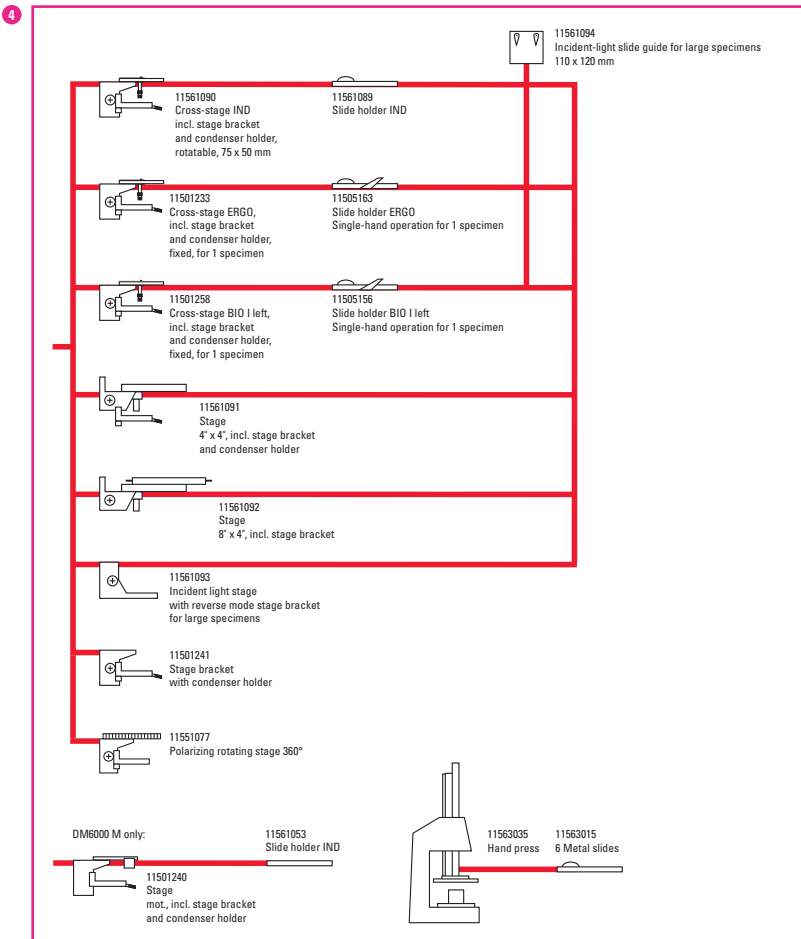 4
11561094
Incident-light slide guide for large specimens
110 x 120 mm
11561090
Cross-stage IND
incl. stage bracket
and condenser holder,
rotatable, 75 x 50 mm
11561089
Slide holder IND
11501233
Cross-stage ERGO,
incl. stage bracket
and condenser holder,
fixed, for 1 specimen
11505163
Slide holder ERGO
Single-hand operation for 1 specimen
11501258
Cross-stage BIO I left,
incl. stage bracket
and condenser holder,
fixed, for 1 specimen
11505156
Slide holder BIO I left
Single-hand operation for 1 specimen
11561091
Stage
4" x 4", incl. stage bracket
and condenser holder
11561092
Stage
8" x 4", incl. stage bracket
11561093
Incident light stage
with reverse mode stage bracket
for large specimens
11501241
Stage bracket
with condenser holder
11551077
Polarizing rotating stage 360°
DM6000 M only:
11561053
Slide holder IND
11501240
Stage
mot., incl. stage bracket
and condenser holder
11563035
Hand press
11563015
6 Metal slides